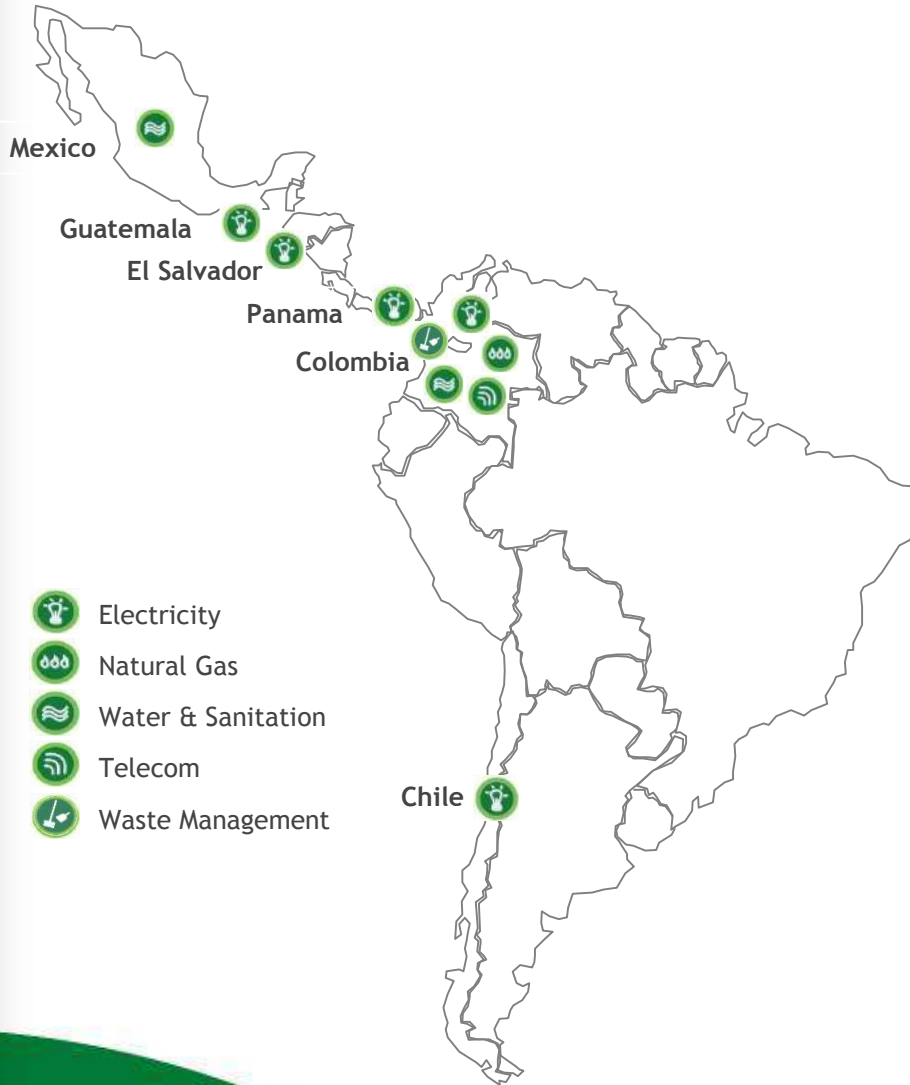 Mexico
Guatemala
El Salvador
Panama
Colombia
Electricity
Natural Gas
Water & Sanitation
Telecom
Waste Management
Chile